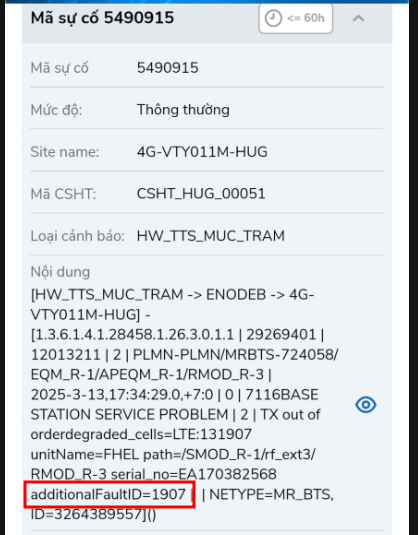 Mã sự cố 5490915
<= 60h
Mã sự cố 5490915
Mức độ: Thông thường
Site name: 4G-VTY011M-HUG
Mã CSHT: CSHT_HUG_00051
Loại cảnh báo: HW_TTS_MUC_TRAM
Nội dung
[HW_TTS_MUC_TRAM -> ENODEB -> 4G-
VTY011M-HUG] -
[1.3.6.1.4.1.28458.1.26.3.0.1.1 | 29269401 |
12013211 | 2 | PLMN-PLMN/MRBTS-724058/
EQM_R-1/APEQM_R-1/RMOD_R-3 |
2025-3-13,17:34:29.0,+7:0 | 0 | 7116BASE
STATION SERVICE PROBLEM | 2 | TX out of
orderdegraded_cells=LTE:131907
unitName=FHEL path=/SMOD_R-1/rf_ext3/
RMOD_R-3 serial_no=EA170382568
additionalFaultID=1907 | | NETYPE=MR_BTS,
ID=3264389557]()